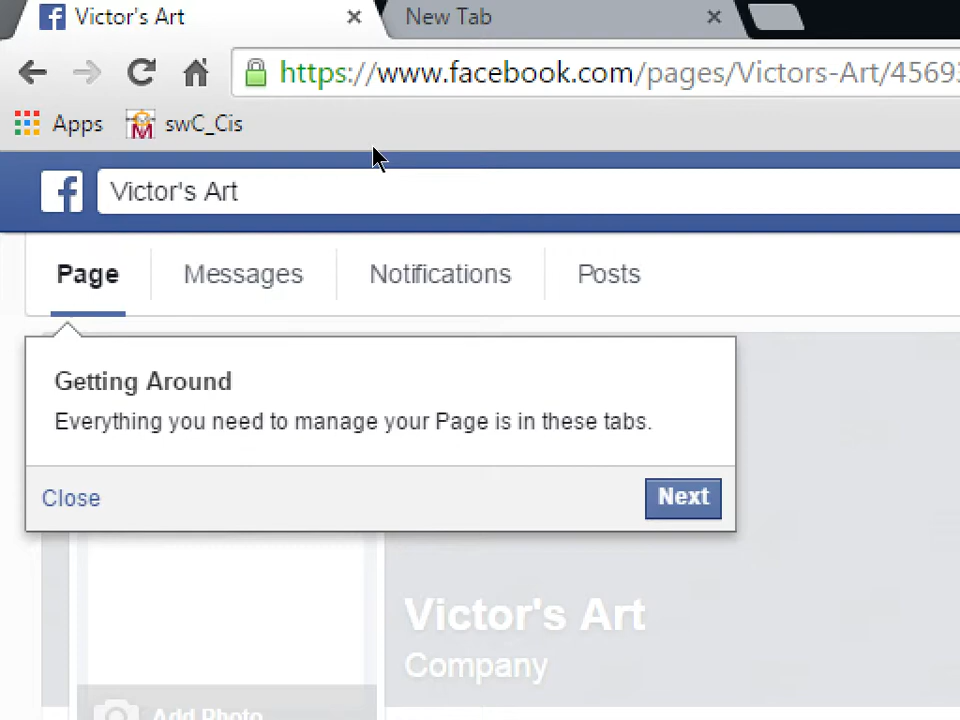 Victor's Art
New Tab
https://www.facebook.com/pages/Victors-Art/4569
Apps
swC_Cis
Victor's Art
Page
Messages
Notifications
Posts
Getting Around
Everything you need to manage your Page is in these tabs.
Close
Next
Victor's Art
Company
Add Photo